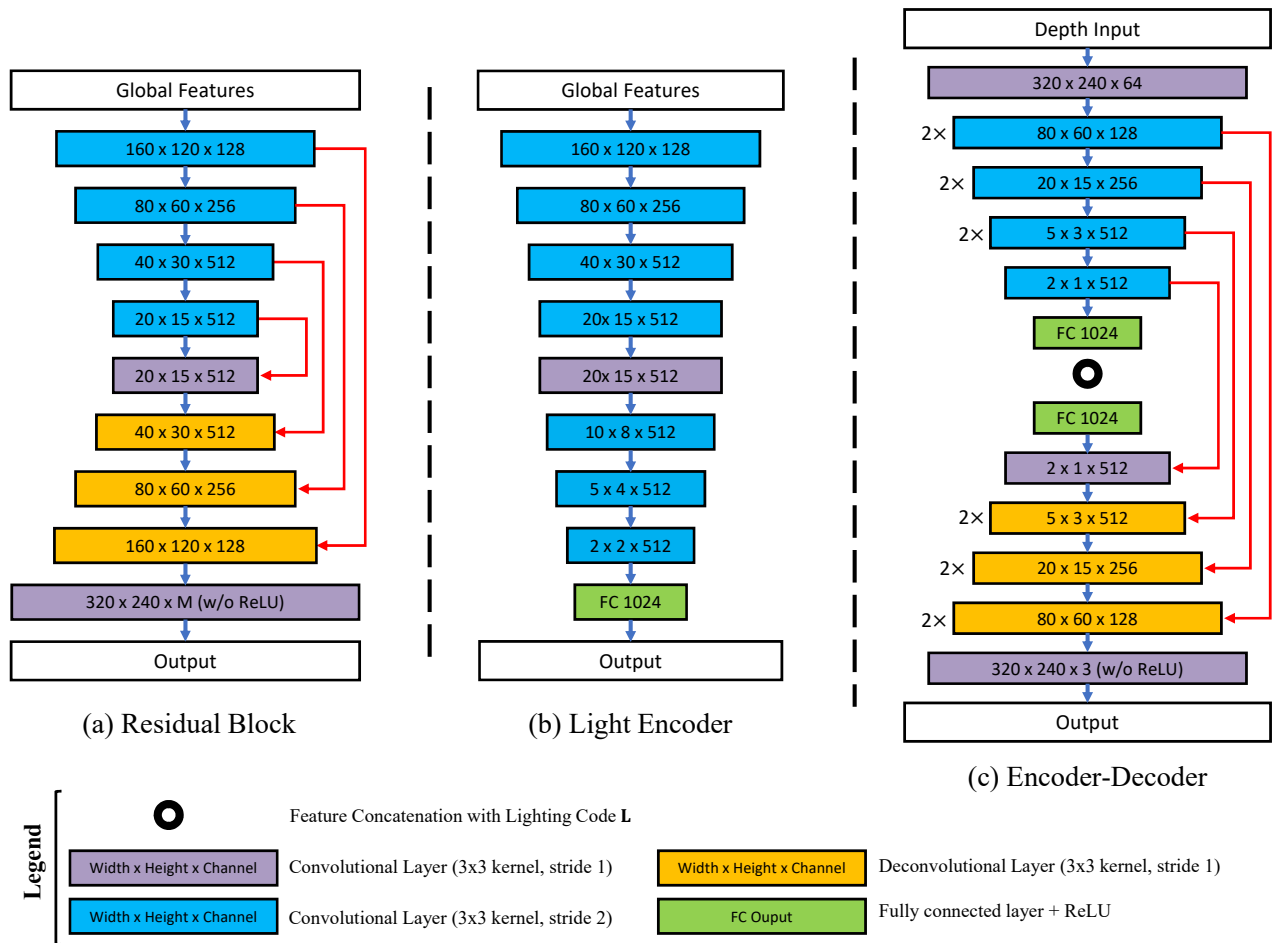 Global Features
160 x 120 x 128
80 x 60 x 256
40 x 30 x 512
20 x 15 x 512
20 x 15 x 512
40 x 30 x 512
80 x 60 x 256
160 x 120 x 128
320 x 240 x M (w/o ReLU)
Output
(a) Residual Block
Global Features
160 x 120 x 128
80 x 60 x 256
40 x 30 x 512
20x 15 x 512
20x 15 x 512
10 x 8 x 512
5 x 4 x 512
2 x 2 x 512
FC 1024
Output
(b) Light Encoder
Depth Input
320 x 240 x 64
2× 80 x 60 x 128
2× 20 x 15 x 256
2× 5 x 3 x 512
2 x 1 x 512
FC 1024
FC 1024
2 x 1 x 512
2× 5 x 3 x 512
2× 20 x 15 x 256
2× 80 x 60 x 128
320 x 240 x 3 (w/o ReLU)
Output
(c) Encoder-Decoder
Legend
Feature Concatenation with Lighting Code L
Width x Height x Channel Convolutional Layer (3x3 kernel, stride 1)
Width x Height x Channel Deconvolutional Layer (3x3 kernel, stride 1)
Width x Height x Channel Convolutional Layer (3x3 kernel, stride 2)
FC Ouput Fully connected layer + ReLU